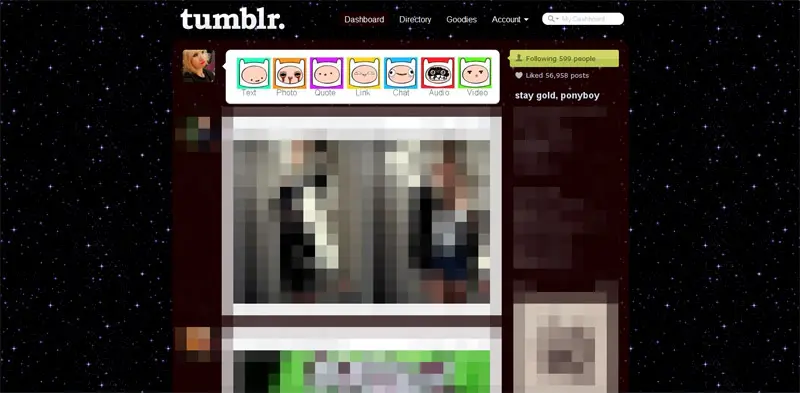 tumblr.
Dashboard Directory Goodies Account
My Dashboard
Text Photo Quote Link Chat Audio Video
Following 599 people
Liked 56,958 posts
stay gold, ponyboy